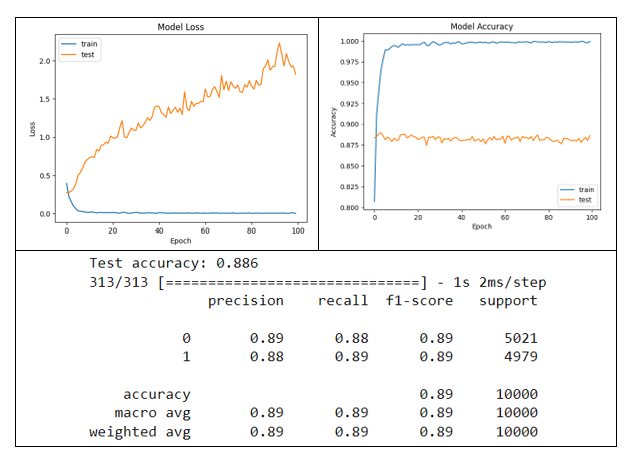 Model Loss
train
test
2.0
1.5
1.0
0.5
0.0
Loss
0 20 40 60 80 100
Epoch
Model Accuracy
1.000
0.975
0.950
0.925
0.900
0.875
0.850
0.825
0.800
Accuracy
train
test
0 20 40 60 80 100
Epoch
Test accuracy: 0.886
313/313 [==============================] - 1s 2ms/step
precision recall f1-score support
0 0.89 0.88 0.89 5021
1 0.88 0.89 0.89 4979
accuracy 0.89 10000
macro avg 0.89 0.89 0.89 10000
weighted avg 0.89 0.89 0.89 10000